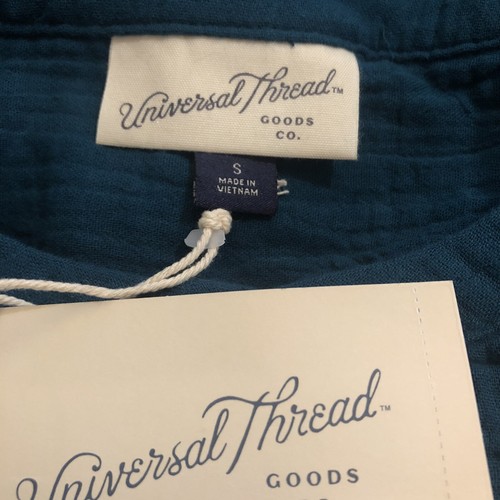 Universal Thread™
GOODS
CO.
S
MADE IN
VIETNAM
Universal Thread™
GOODS